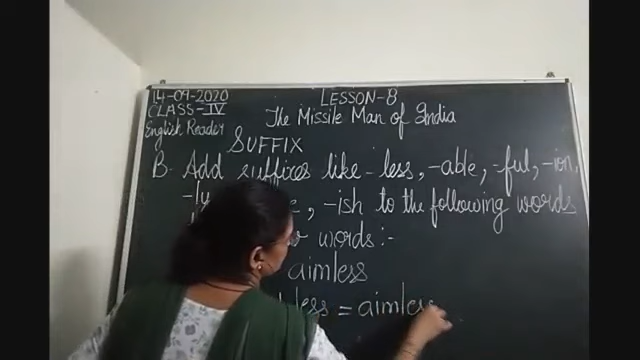 14-09-2020
CLASS-IV
English Reader
LESSON-8
The Missile Man of India
SUFFIX
B. Add suffixes like -less, -able, -ful, -ion,
, -ish to the following words
words:-
aimless
less = aimless